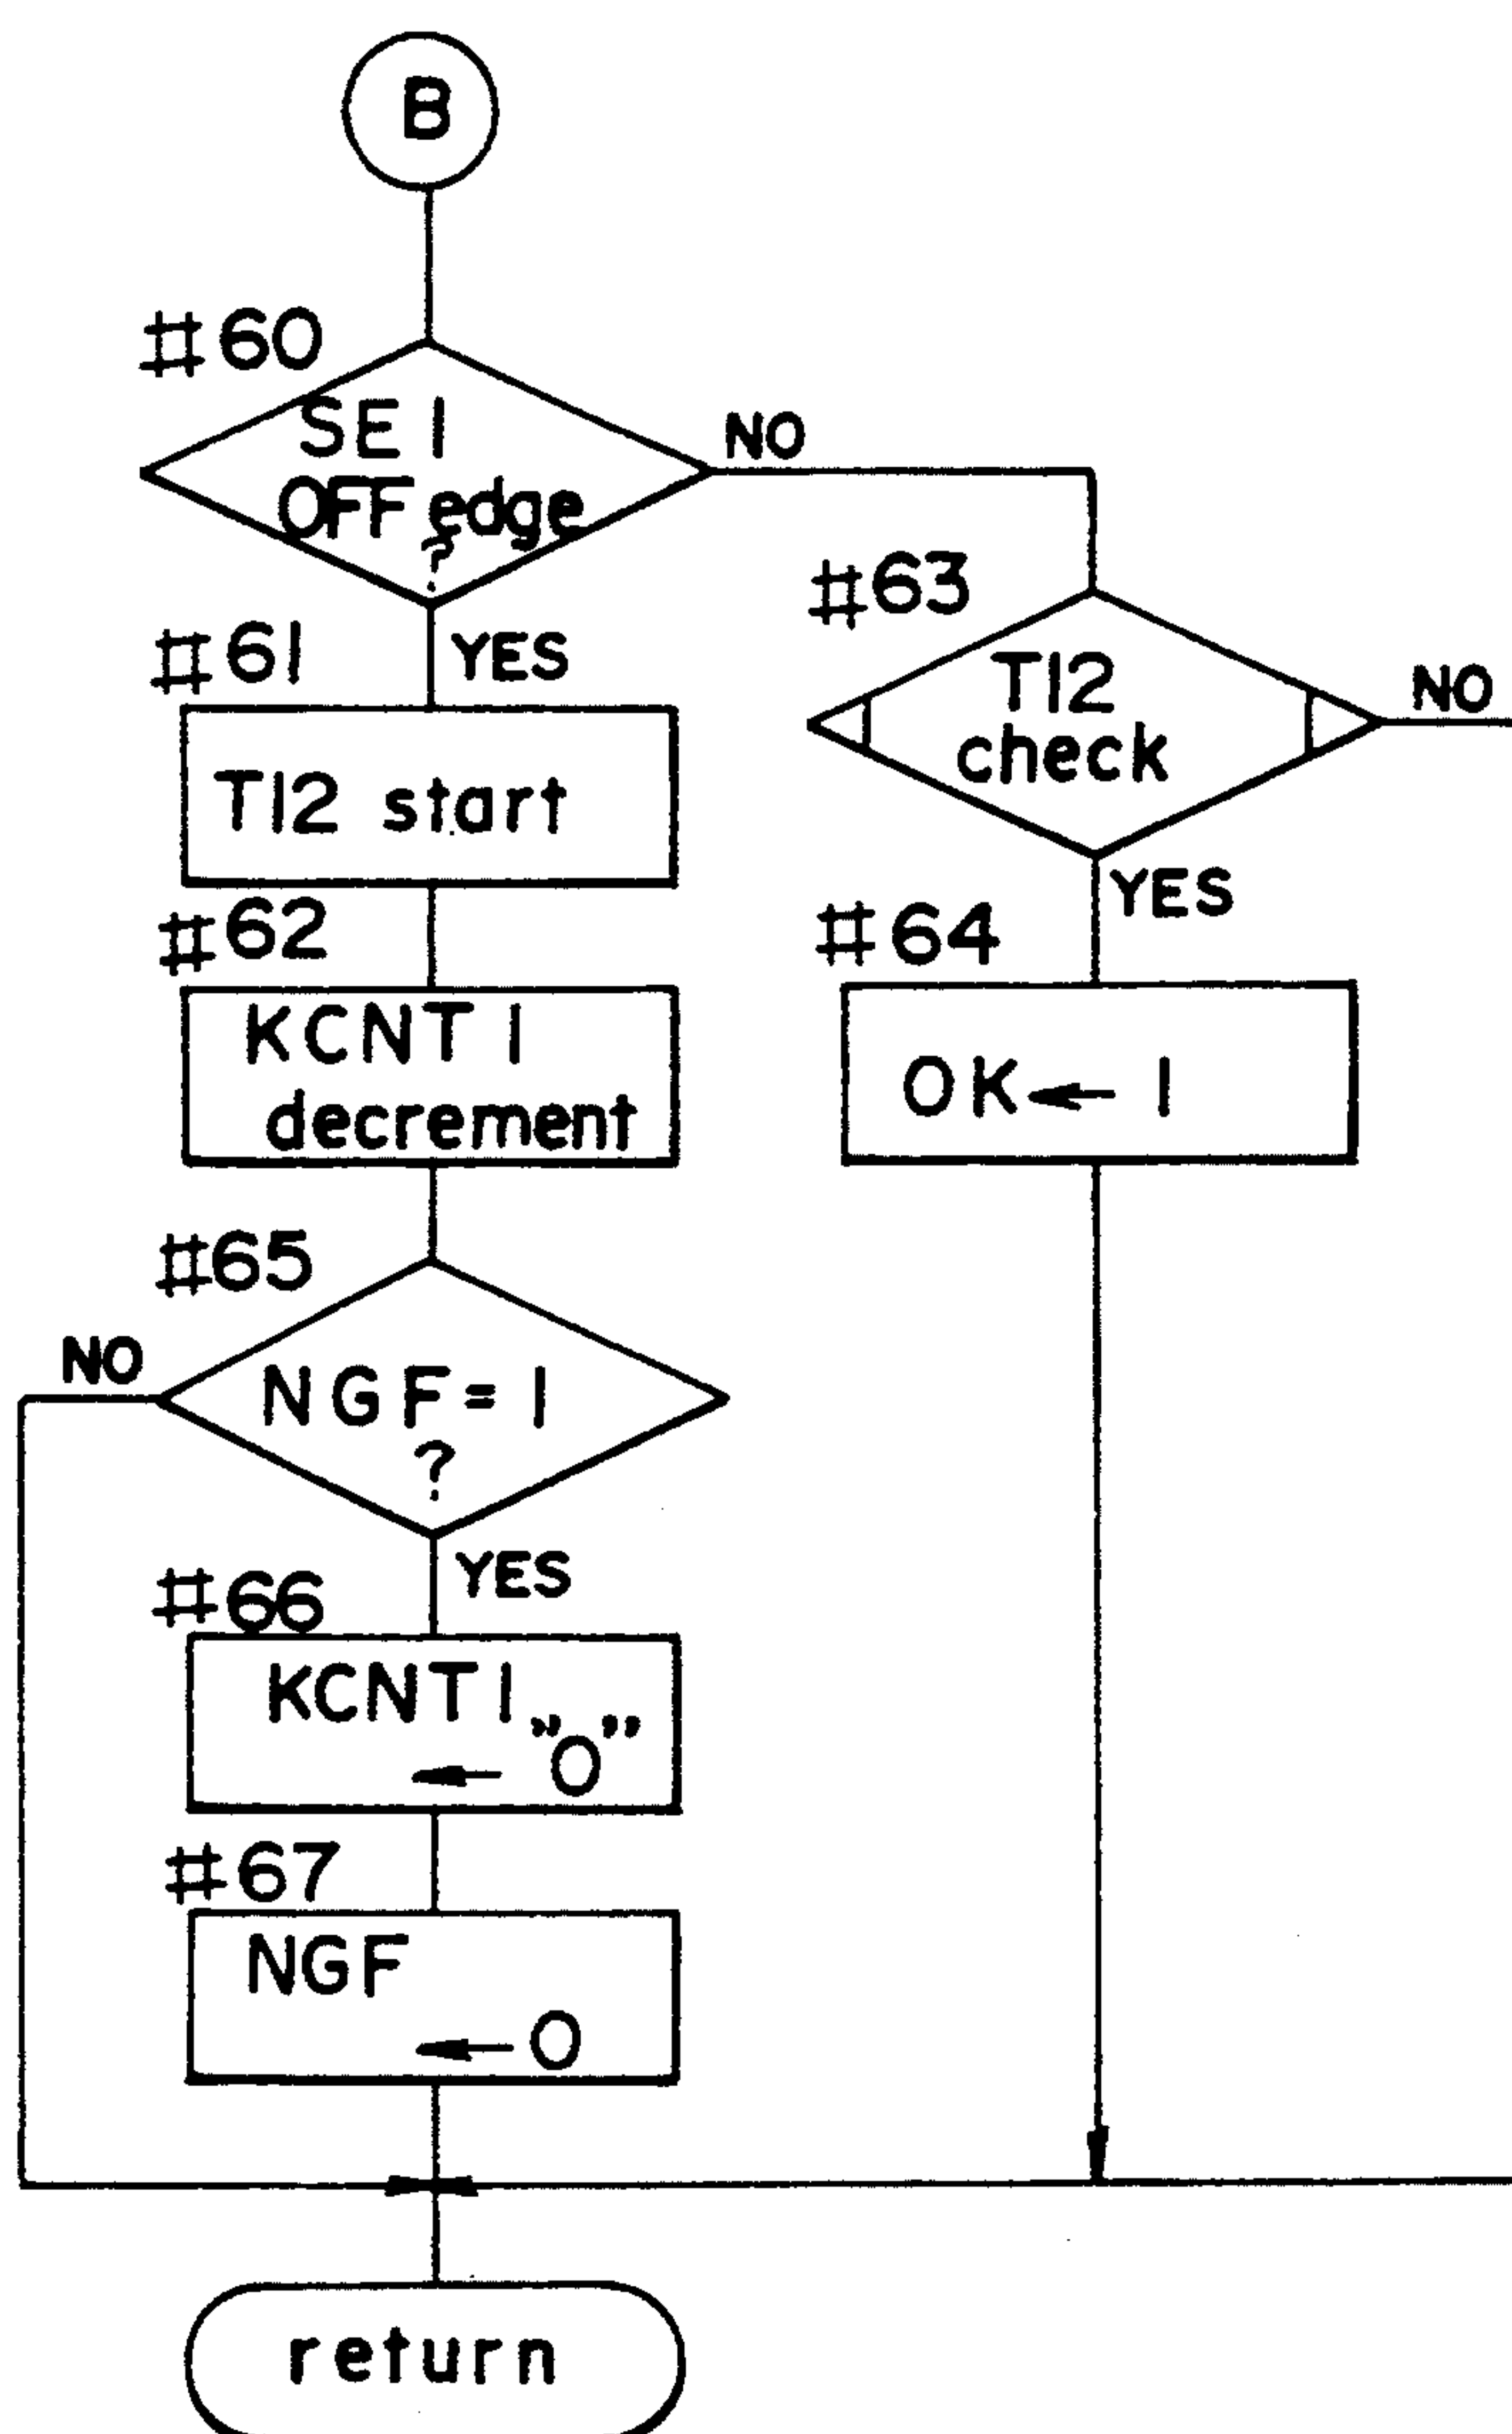 B
#60
SE1
OFF edge
?
NO
YES
#61
T12 start
#62
KCNT1
decrement
#63
T12
check
NO
YES
#64
OK← 1
#65
NO
NGF=1
?
YES
#66
KCNT1
← "0"
#67
NGF
← 0
return